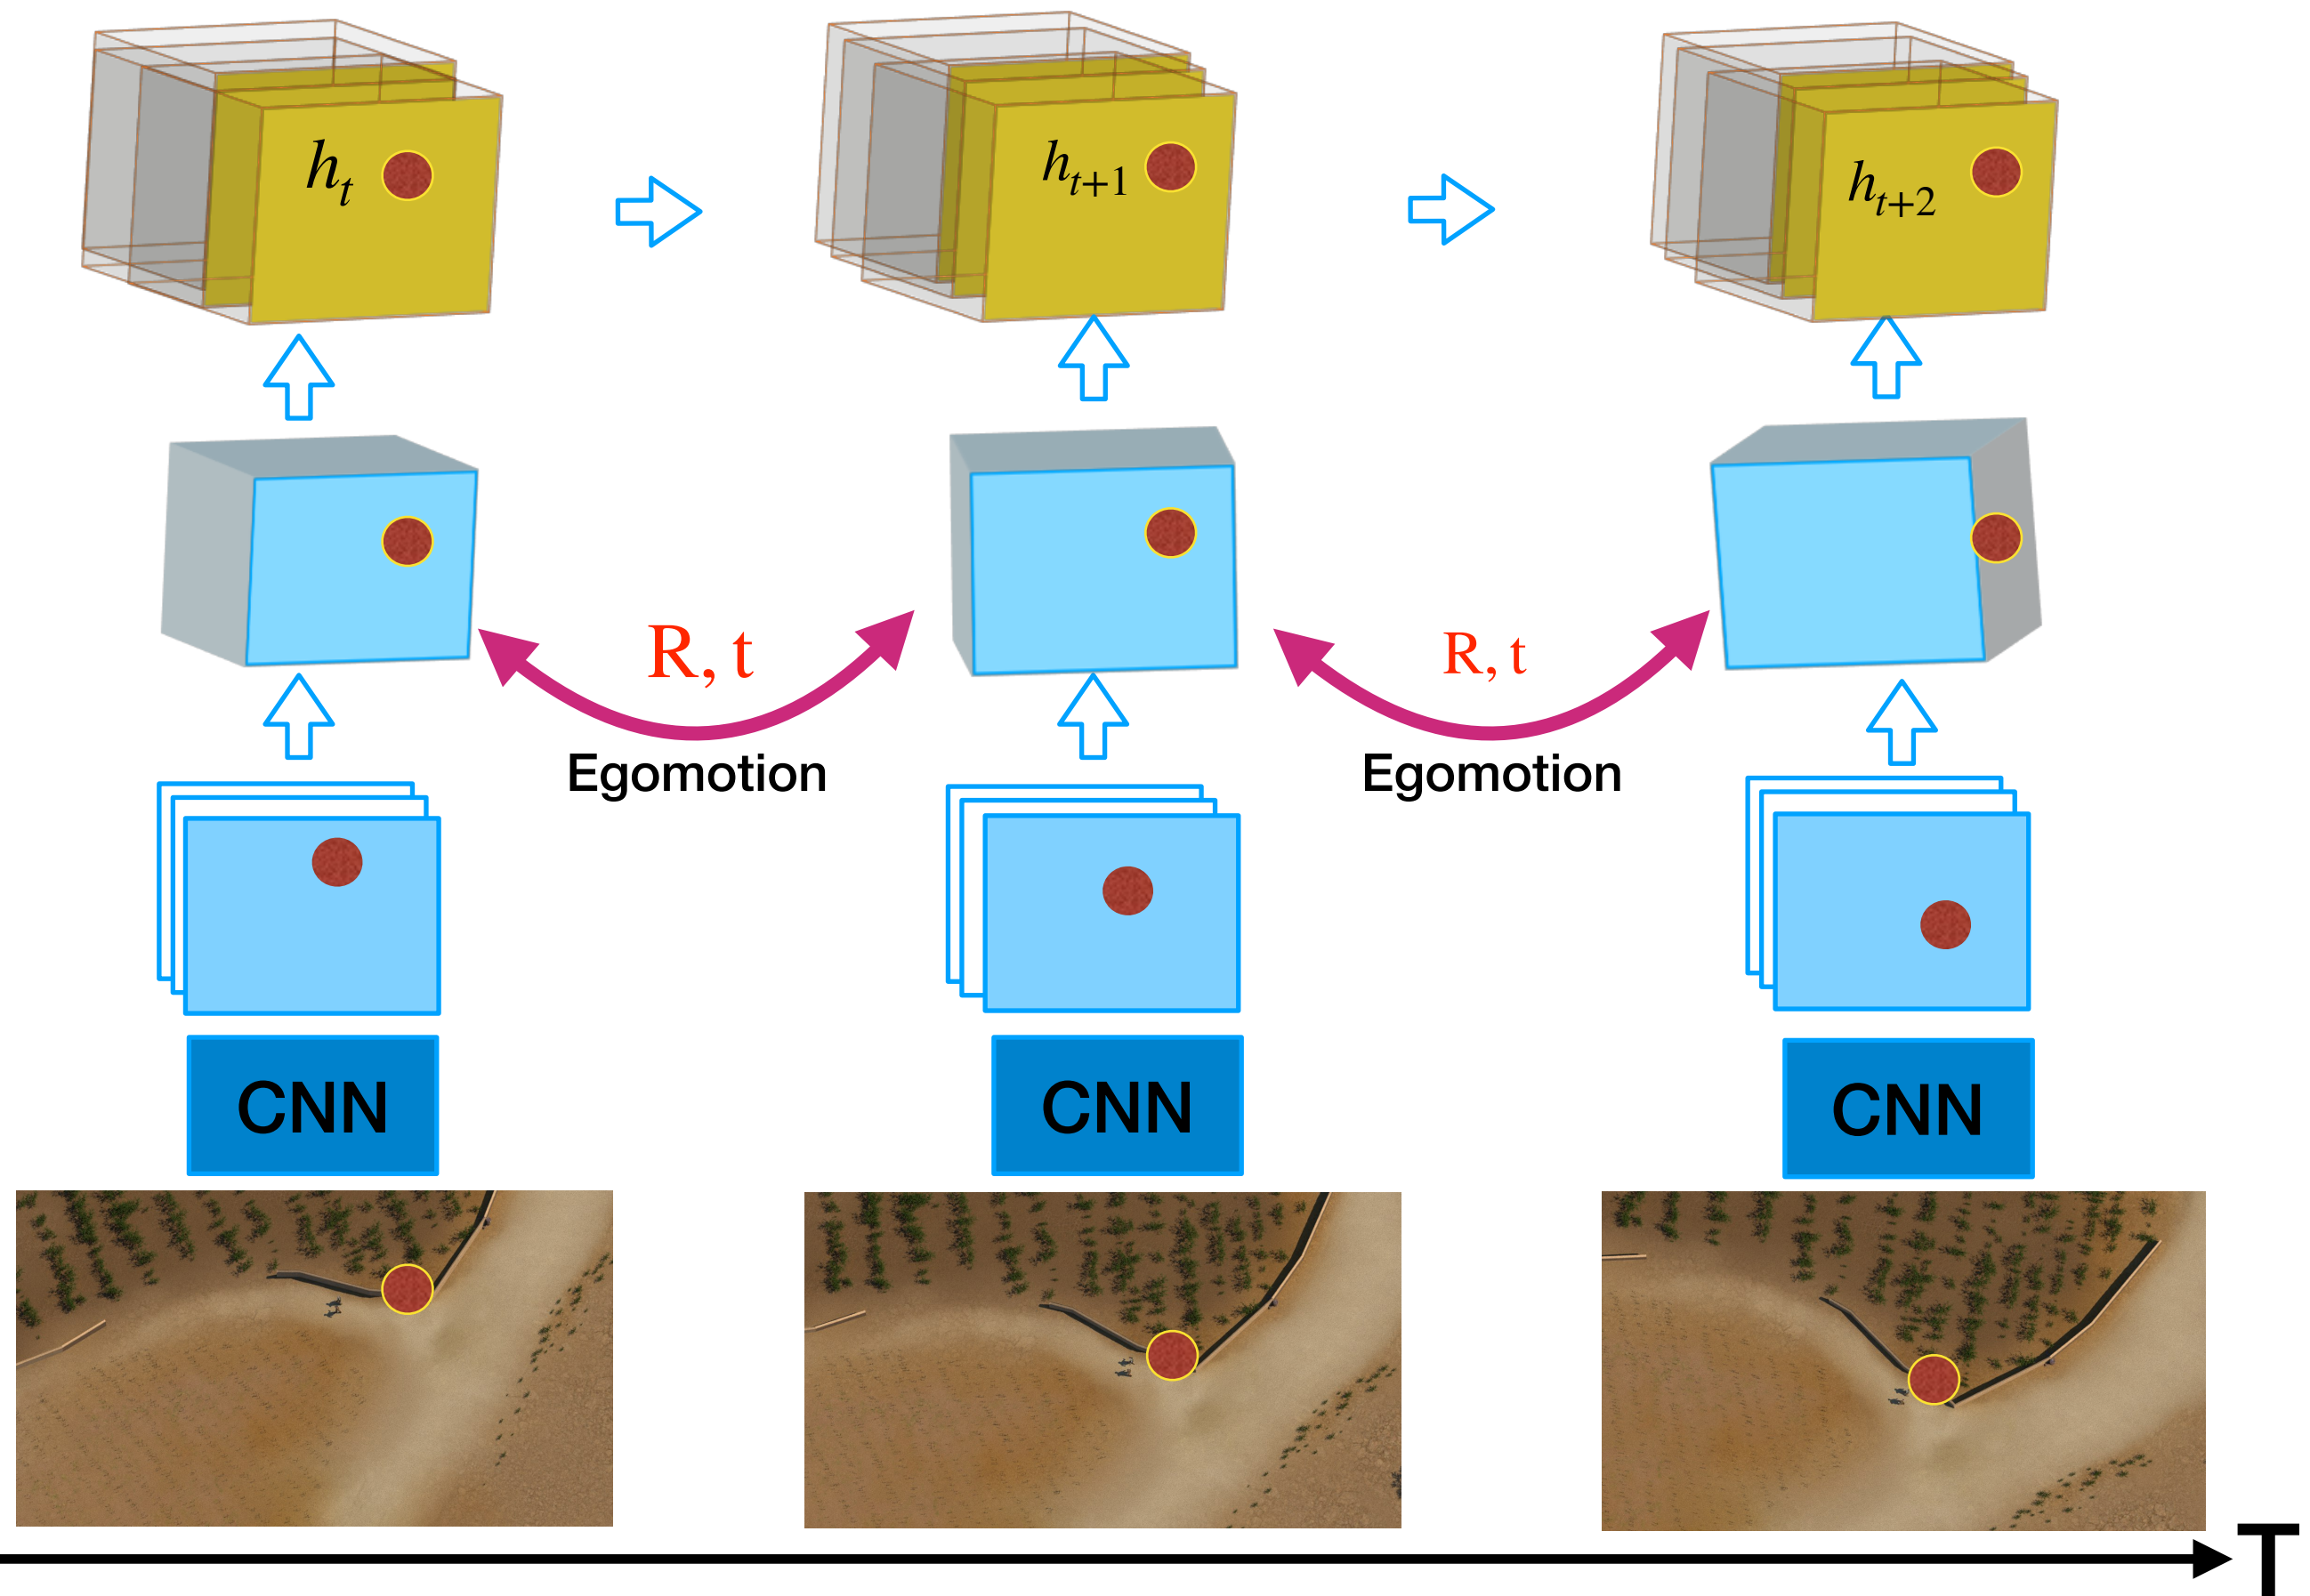 h_t
h_{t+1}
h_{t+2}
R, t
R, t
Egomotion
Egomotion
CNN
CNN
CNN
T